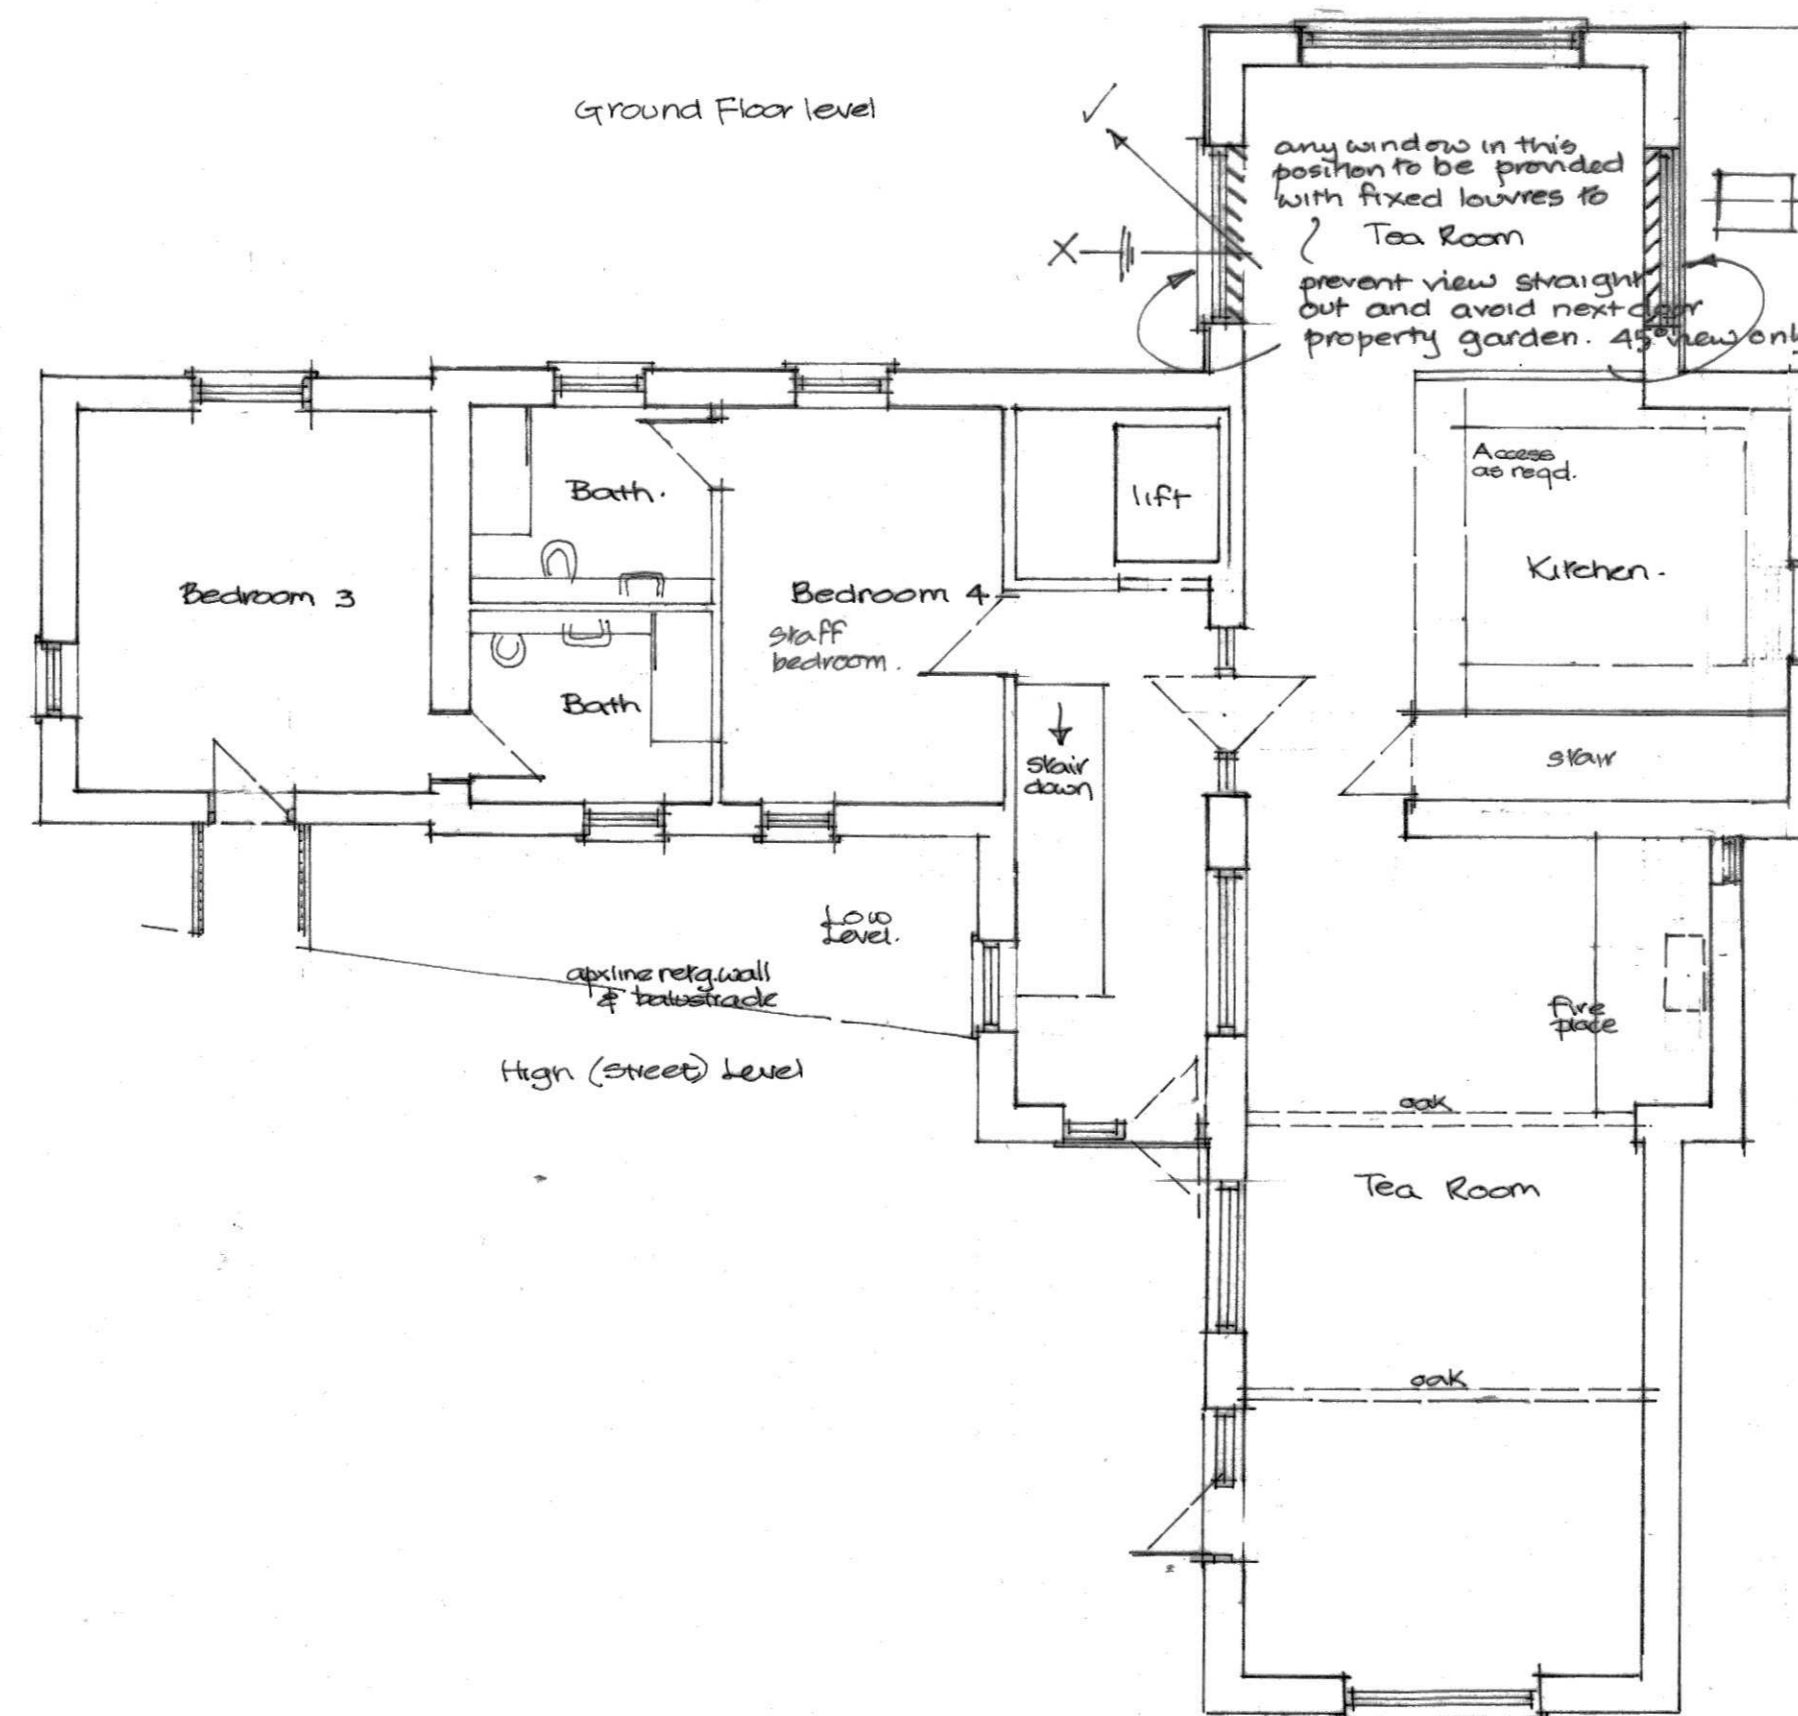 Ground Floor level
any window in this
position to be provided
with fixed louvres to
Tea Room
prevent view straight
out and avoid next door
property garden. 45° view only
X
Access
as reqd.
Bath.
lift
Kitchen.
Bedroom 3
Bedroom 4
staff
bedroom.
Bath
stair
down
stair
Low
Level.
& balustrade
High (Street) Level
fire
place
oak
Tea Room
oak